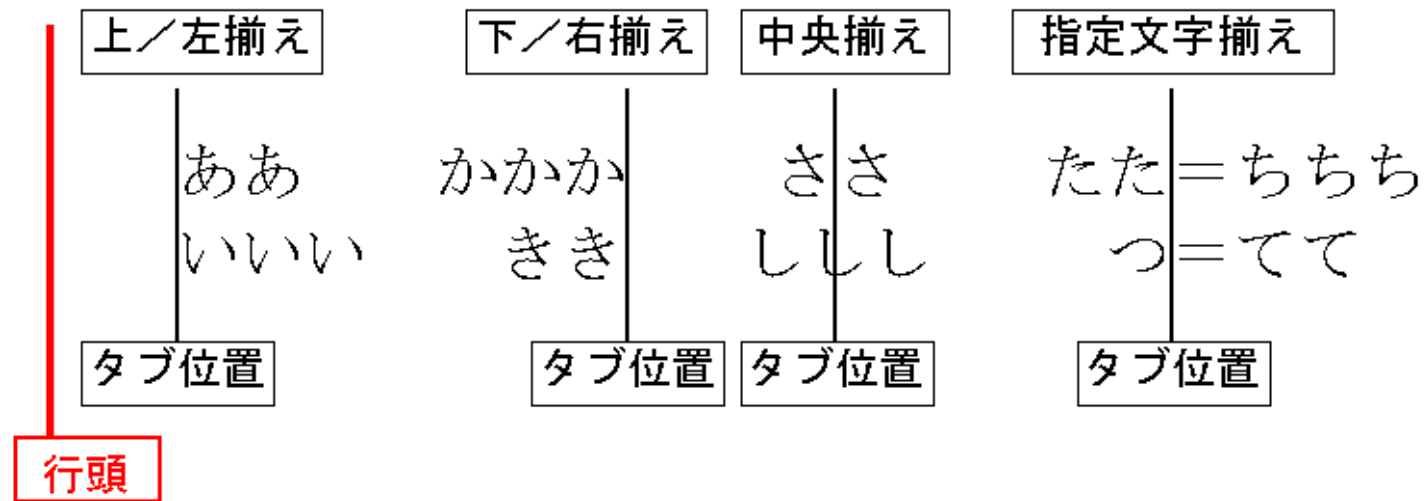 上／左揃え 下／右揃え 中央揃え 指定文字揃え
ああ かかか ささ たた＝ちちち
いいい きき ししし つ＝てて
タブ位置 タブ位置 タブ位置 タブ位置
行頭